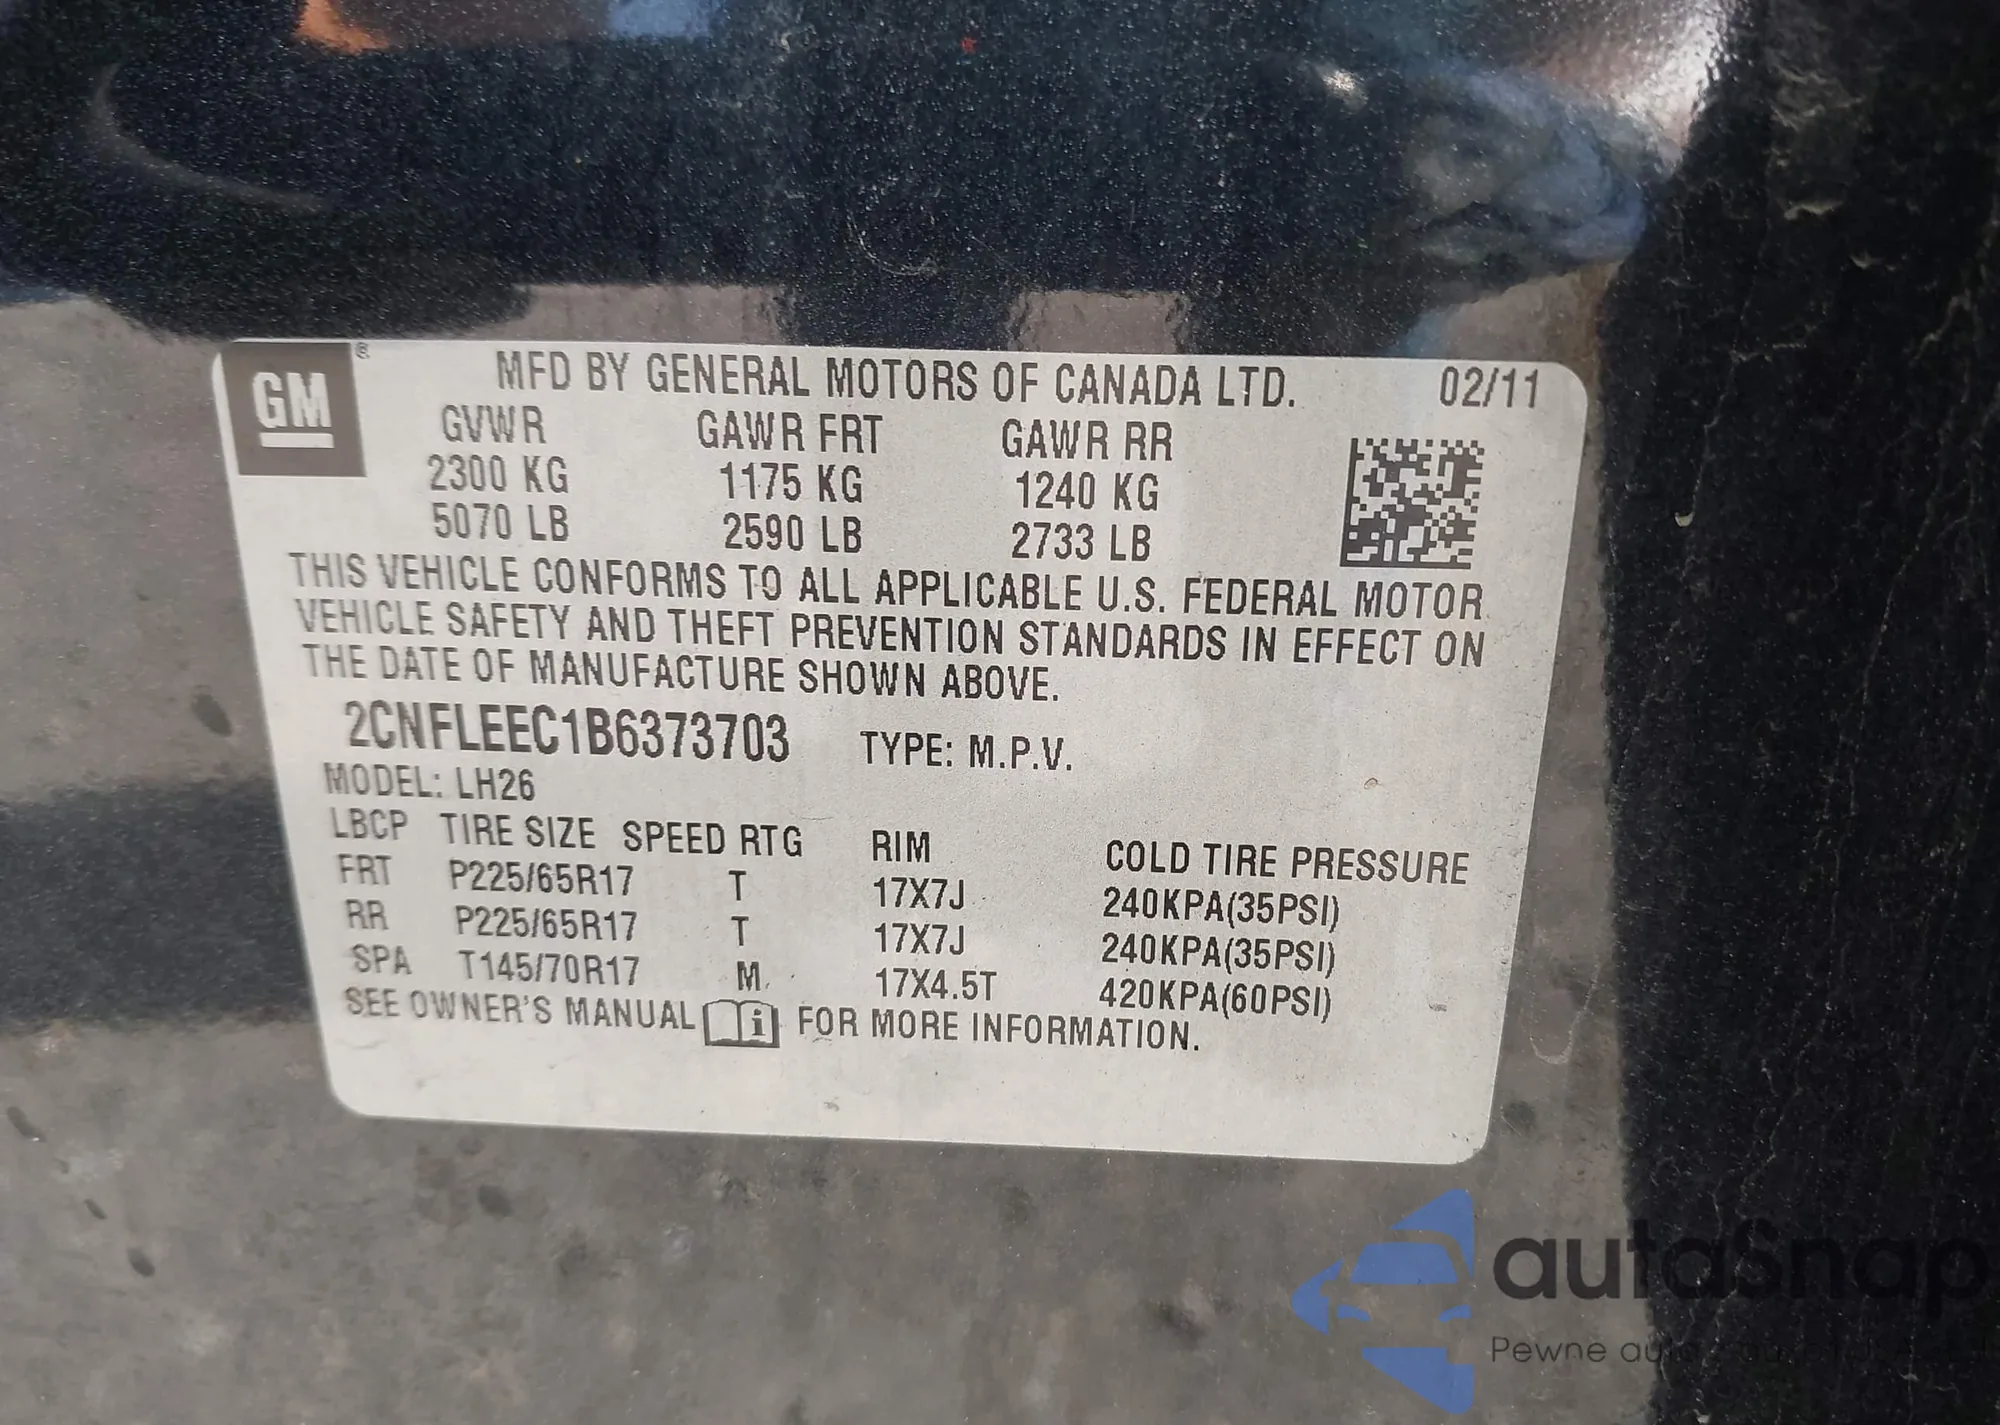 GM ® MFD BY GENERAL MOTORS OF CANADA LTD. 02/11
GVWR GAWR FRT GAWR RR
2300 KG 1175 KG 1240 KG
5070 LB 2590 LB 2733 LB
THIS VEHICLE CONFORMS TO ALL APPLICABLE U.S. FEDERAL MOTOR
VEHICLE SAFETY AND THEFT PREVENTION STANDARDS IN EFFECT ON
THE DATE OF MANUFACTURE SHOWN ABOVE.
2CNFLEEC1B6373703 TYPE: M.P.V.
MODEL: LH26
LBCP TIRE SIZE SPEED RTG RIM COLD TIRE PRESSURE
FRT P225/65R17 T 17X7J 240KPA(35PSI)
RR P225/65R17 T 17X7J 240KPA(35PSI)
SPA T145/70R17 M 17X4.5T 420KPA(60PSI)
SEE OWNER'S MANUAL i FOR MORE INFORMATION.
autaSnap
Pewne auta